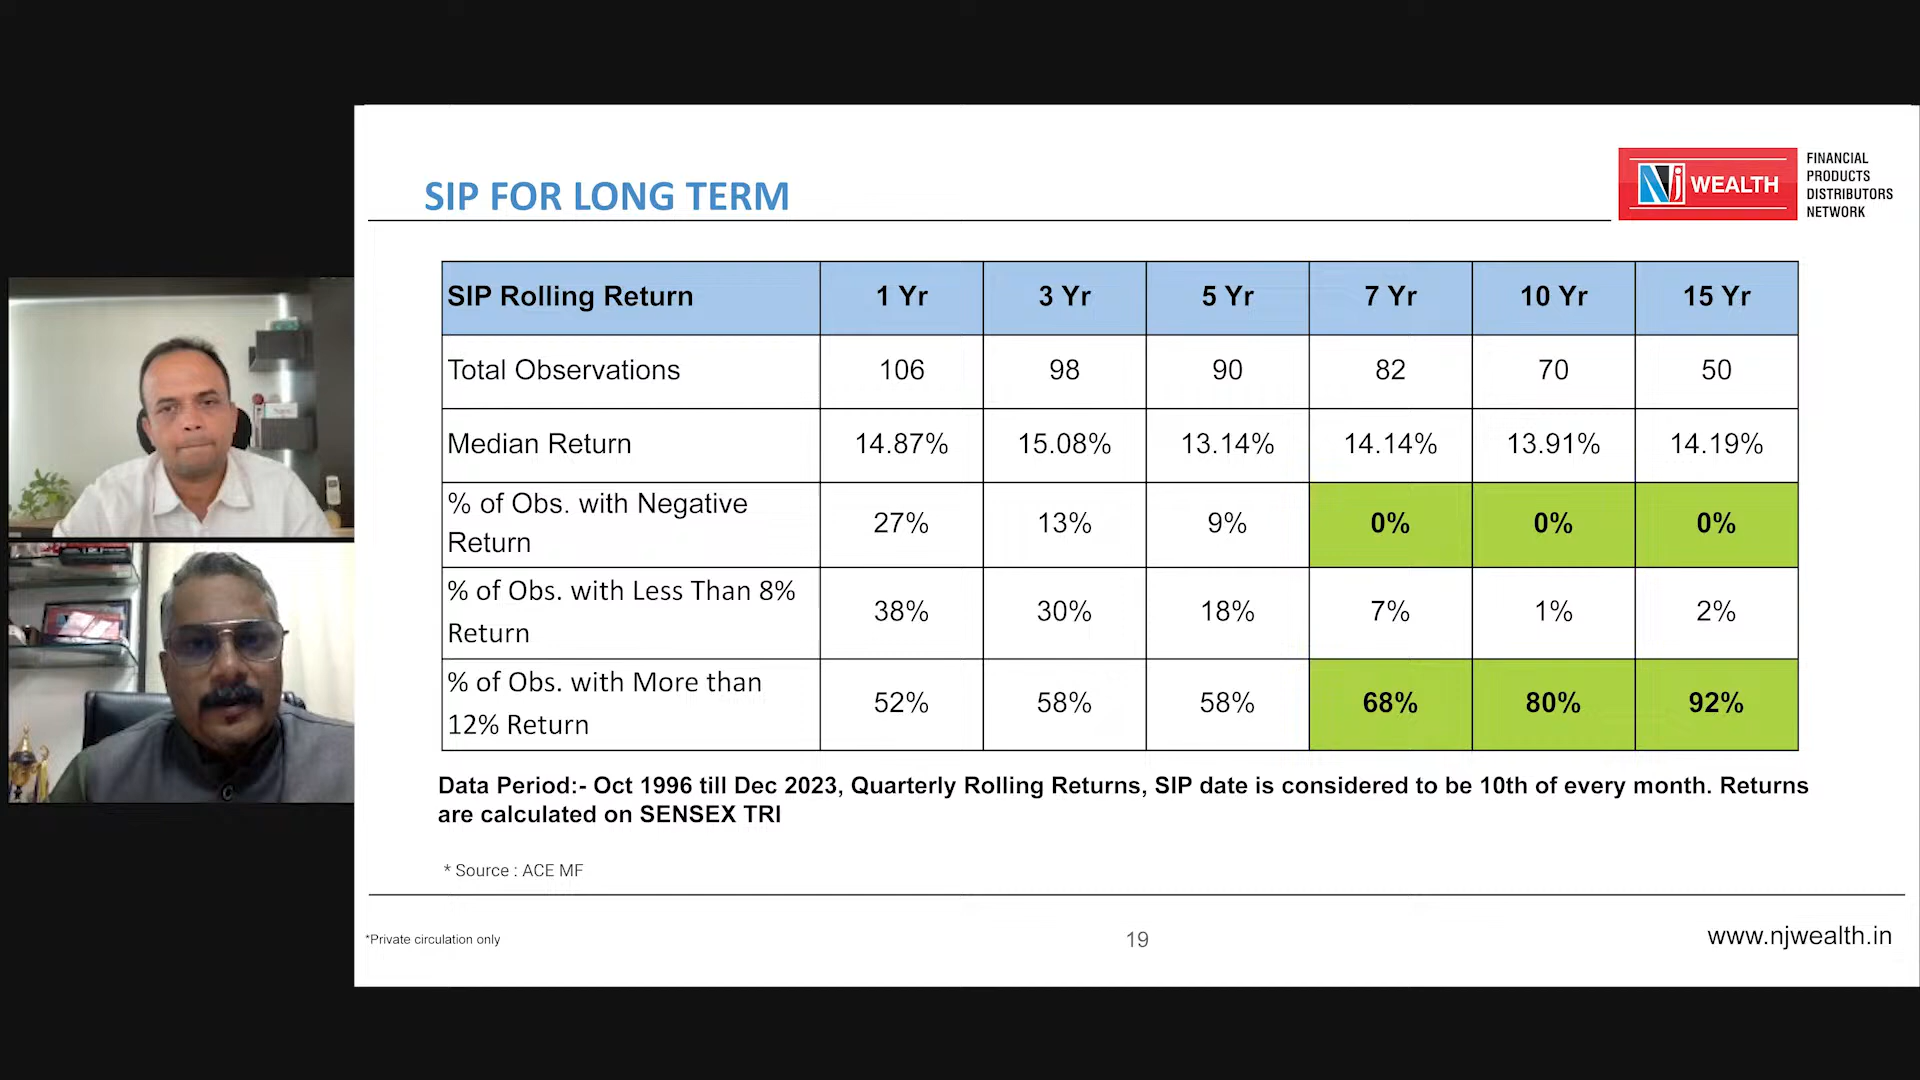 SIP FOR LONG TERM
NJ WEALTH
FINANCIAL
PRODUCTS
DISTRIBUTORS
NETWORK
SIP Rolling Return 1 Yr 3 Yr 5 Yr 7 Yr 10 Yr 15 Yr
Total Observations 106 98 90 82 70 50
Median Return 14.87% 15.08% 13.14% 14.14% 13.91% 14.19%
% of Obs. with Negative
Return 27% 13% 9% 0% 0% 0%
% of Obs. with Less Than 8%
Return 38% 30% 18% 7% 1% 2%
% of Obs. with More than
12% Return 52% 58% 58% 68% 80% 92%
Data Period:- Oct 1996 till Dec 2023, Quarterly Rolling Returns, SIP date is considered to be 10th of every month. Returns
are calculated on SENSEX TRI
* Source : ACE MF
*Private circulation only
19
www.njwealth.in